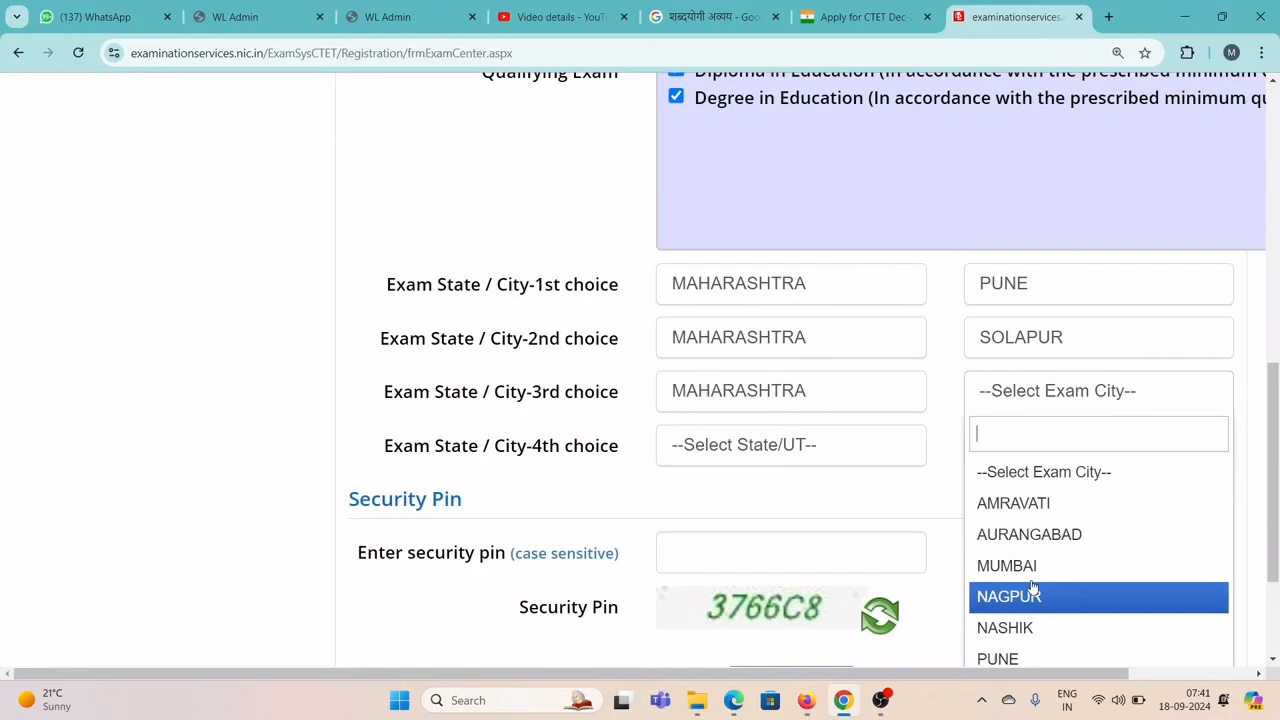 (137) WhatsApp
WL Admin
WL Admin
Video details - YouT
शब्दयोगी अव्यय - Goo
Apply for CTET Dec-
examinationservices.
M
examinationservices.nic.in/ExamSysCTET/Registration/frmExamCenter.aspx
Qualifying Exam
Diploma in Education (In accordance with the prescribed minimum
Degree in Education (In accordance with the prescribed minimum qu
Exam State / City-1st choice
MAHARASHTRA
PUNE
Exam State / City-2nd choice
MAHARASHTRA
SOLAPUR
Exam State / City-3rd choice
MAHARASHTRA
--Select Exam City--
Exam State / City-4th choice
--Select State/UT--
--Select Exam City--
AMRAVATI
AURANGABAD
MUMBAI
NAGPUR
NASHIK
PUNE
Security Pin
Enter security pin (case sensitive)
Security Pin
3766C8
21°C
Sunny
Search
ENG
IN
07:41
18-09-2024